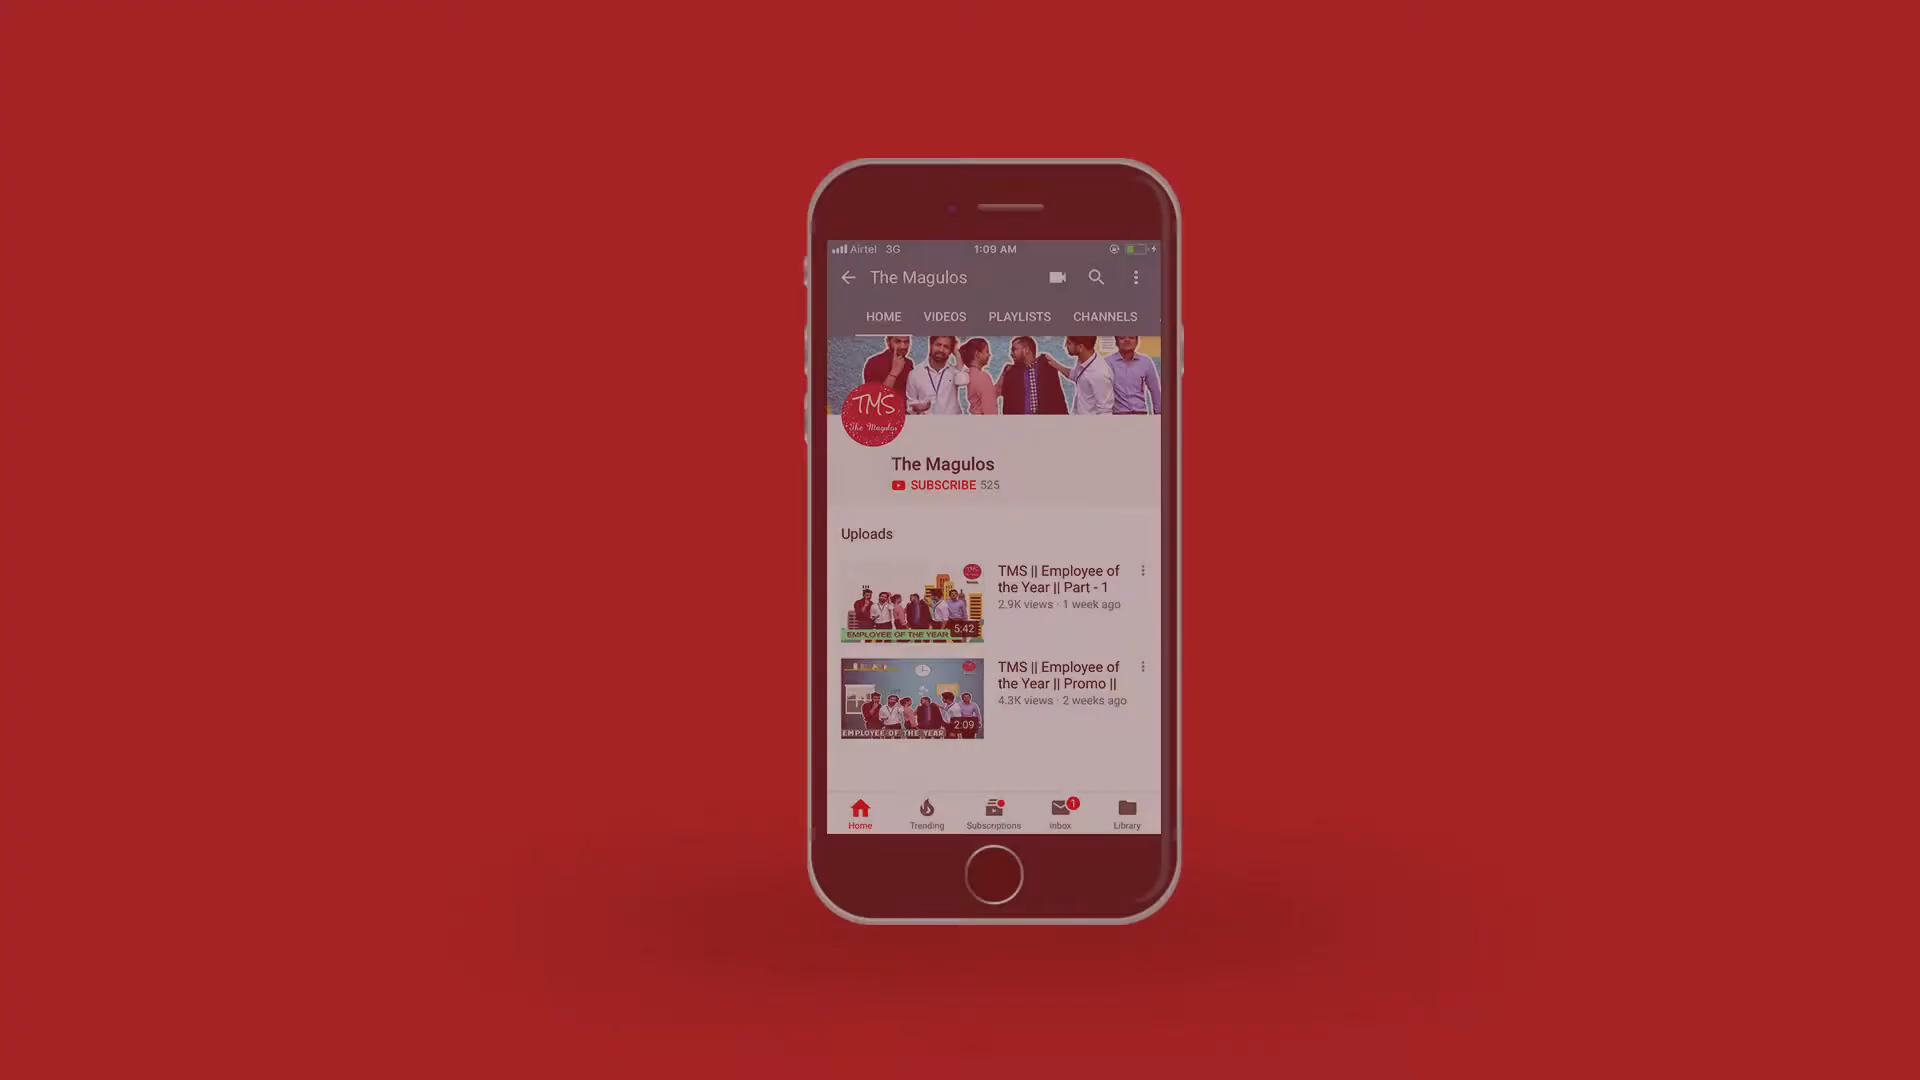 Airtel 3G 1:09 AM
The Magulos
HOME VIDEOS PLAYLISTS CHANNELS
TMS
The Magulos
The Magulos
SUBSCRIBE 525
Uploads
TMS || Employee of
the Year || Part - 1
2.9K views · 1 week ago
TMS
EMPLOYEE OF THE YEAR 5:42
TMS || Employee of
the Year || Promo ||
4.3K views · 2 weeks ago
2:09
EMPLOYEE OF THE YEAR
1
Home Trending Subscriptions Inbox Library